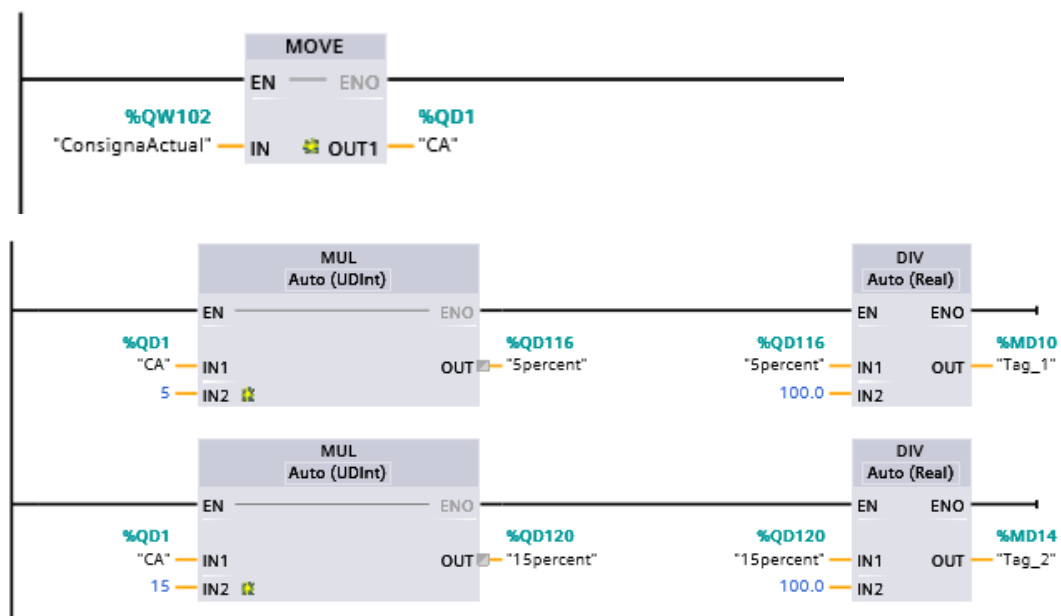 MOVE
EN ENO
%QW102 %QD1
"ConsignaActual" IN OUT1 "CA"
MUL DIV
Auto (UDInt) Auto (Real)
EN ENO EN ENO
%QD1 %QD116 %QD116 %MD10
"CA" IN1 OUT "5percent" "5percent" IN1 OUT "Tag_1"
5 IN2 100.0 IN2
MUL DIV
Auto (UDInt) Auto (Real)
EN ENO EN ENO
%QD1 %QD120 %QD120 %MD14
"CA" IN1 OUT "15percent" "15percent" IN1 OUT "Tag_2"
15 IN2 100.0 IN2